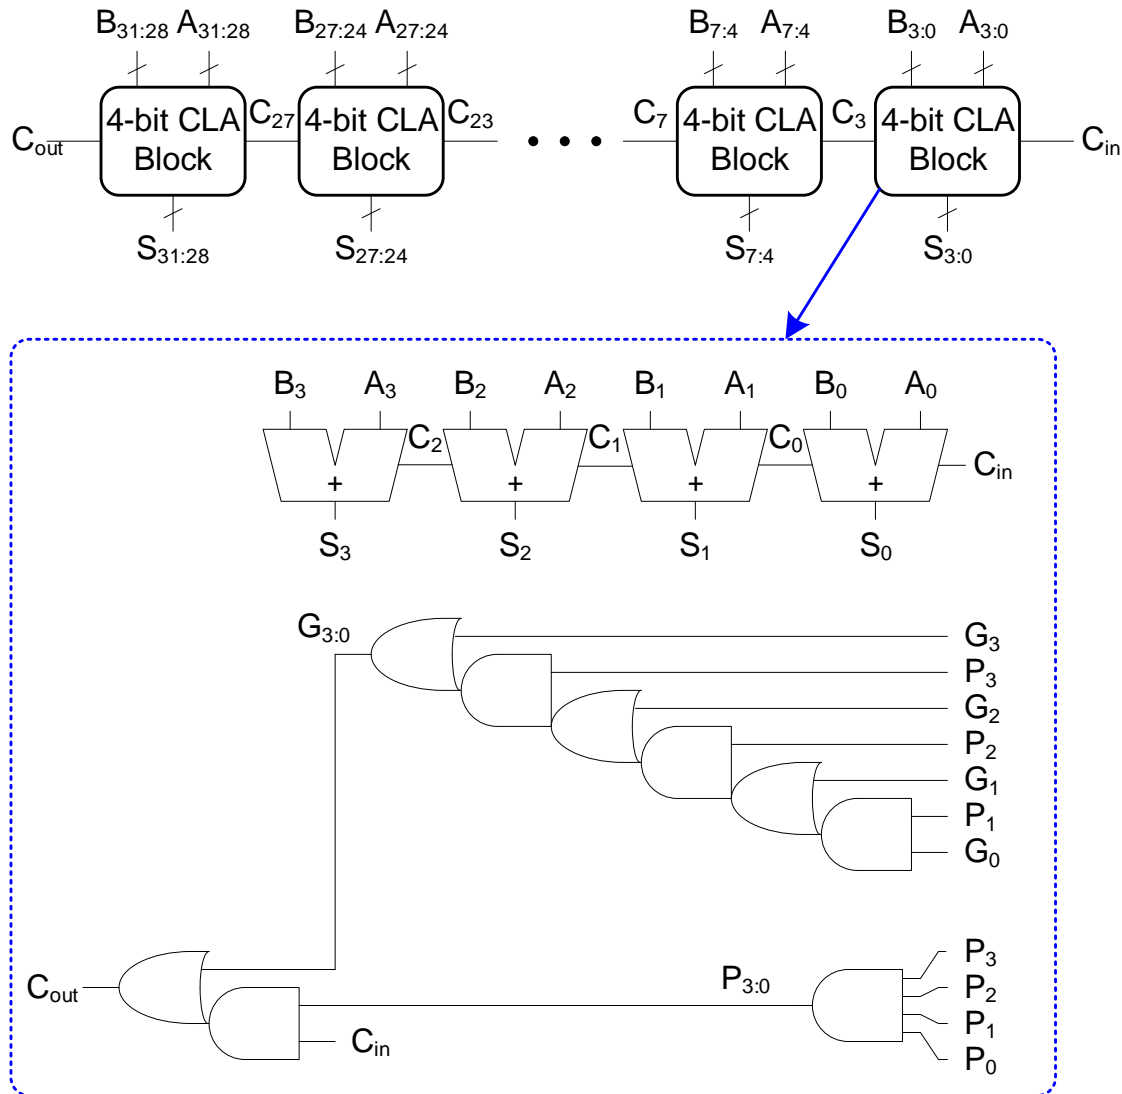 B31:28 A31:28 B27:24 A27:24 B7:4 A7:4 B3:0 A3:0
Cout 4-bit CLA Block C27 4-bit CLA Block C23 • • • C7 4-bit CLA Block C3 4-bit CLA Block Cin
S31:28 S27:24 S7:4 S3:0
B3 A3 B2 A2 B1 A1 B0 A0
C2 C1 C0 Cin
+ + + +
S3 S2 S1 S0
G3:0 G3
P3
G2
P2
G1
P1
G0
P3
Cout P3:0 P2
Cin P1
P0